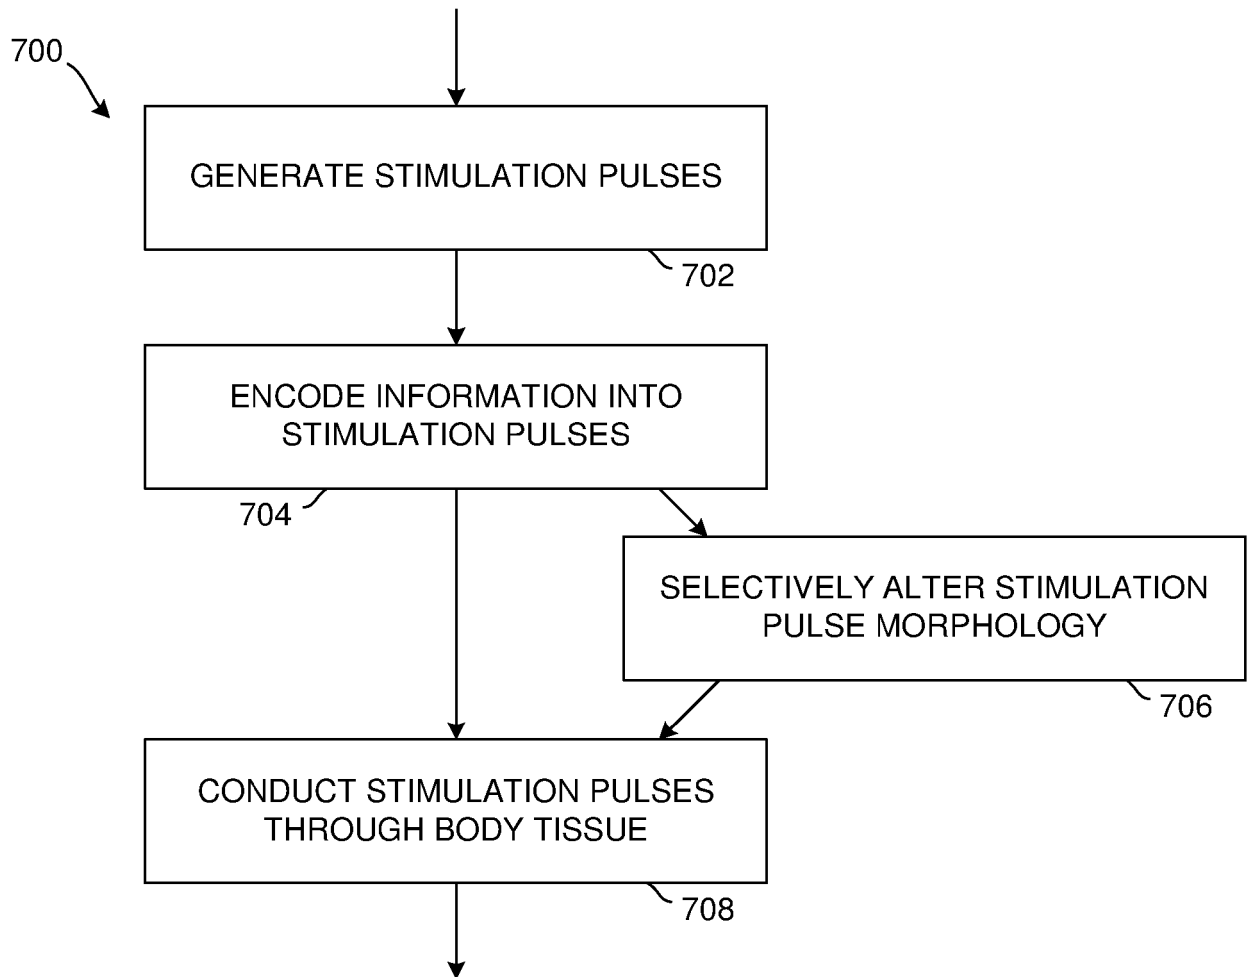 700
GENERATE STIMULATION PULSES
702
ENCODE INFORMATION INTO
STIMULATION PULSES
704
SELECTIVELY ALTER STIMULATION
PULSE MORPHOLOGY
706
CONDUCT STIMULATION PULSES
THROUGH BODY TISSUE
708